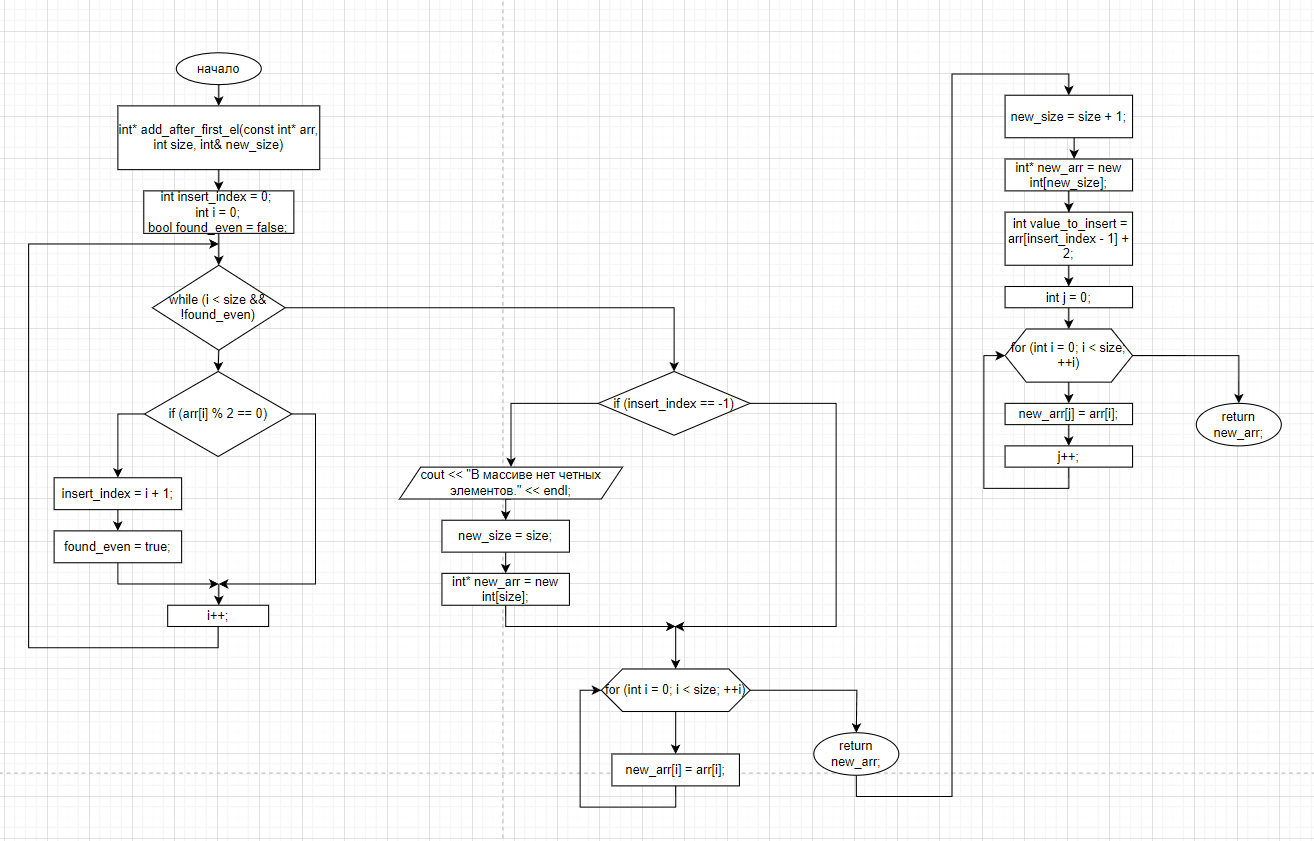 начало
int* add_after_first_el(const int* arr,
int size, int& new_size)
int insert_index = 0;
int i = 0;
bool found_even = false;
while (i < size &&
!found_even)
if (arr[i] % 2 == 0)
insert_index = i + 1;
found_even = true;
i++;
if (insert_index == -1)
cout << "В массиве нет четных
элементов." << endl;
new_size = size;
int* new_arr = new
int[size];
for (int i = 0; i < size; ++i)
new_arr[i] = arr[i];
return
new_arr;
new_size = size + 1;
int* new_arr = new
int[new_size];
int value_to_insert =
arr[insert_index - 1] +
2;
int j = 0;
for (int i = 0; i < size;
++i)
new_arr[j] = arr[i];
j++;
return
new_arr;